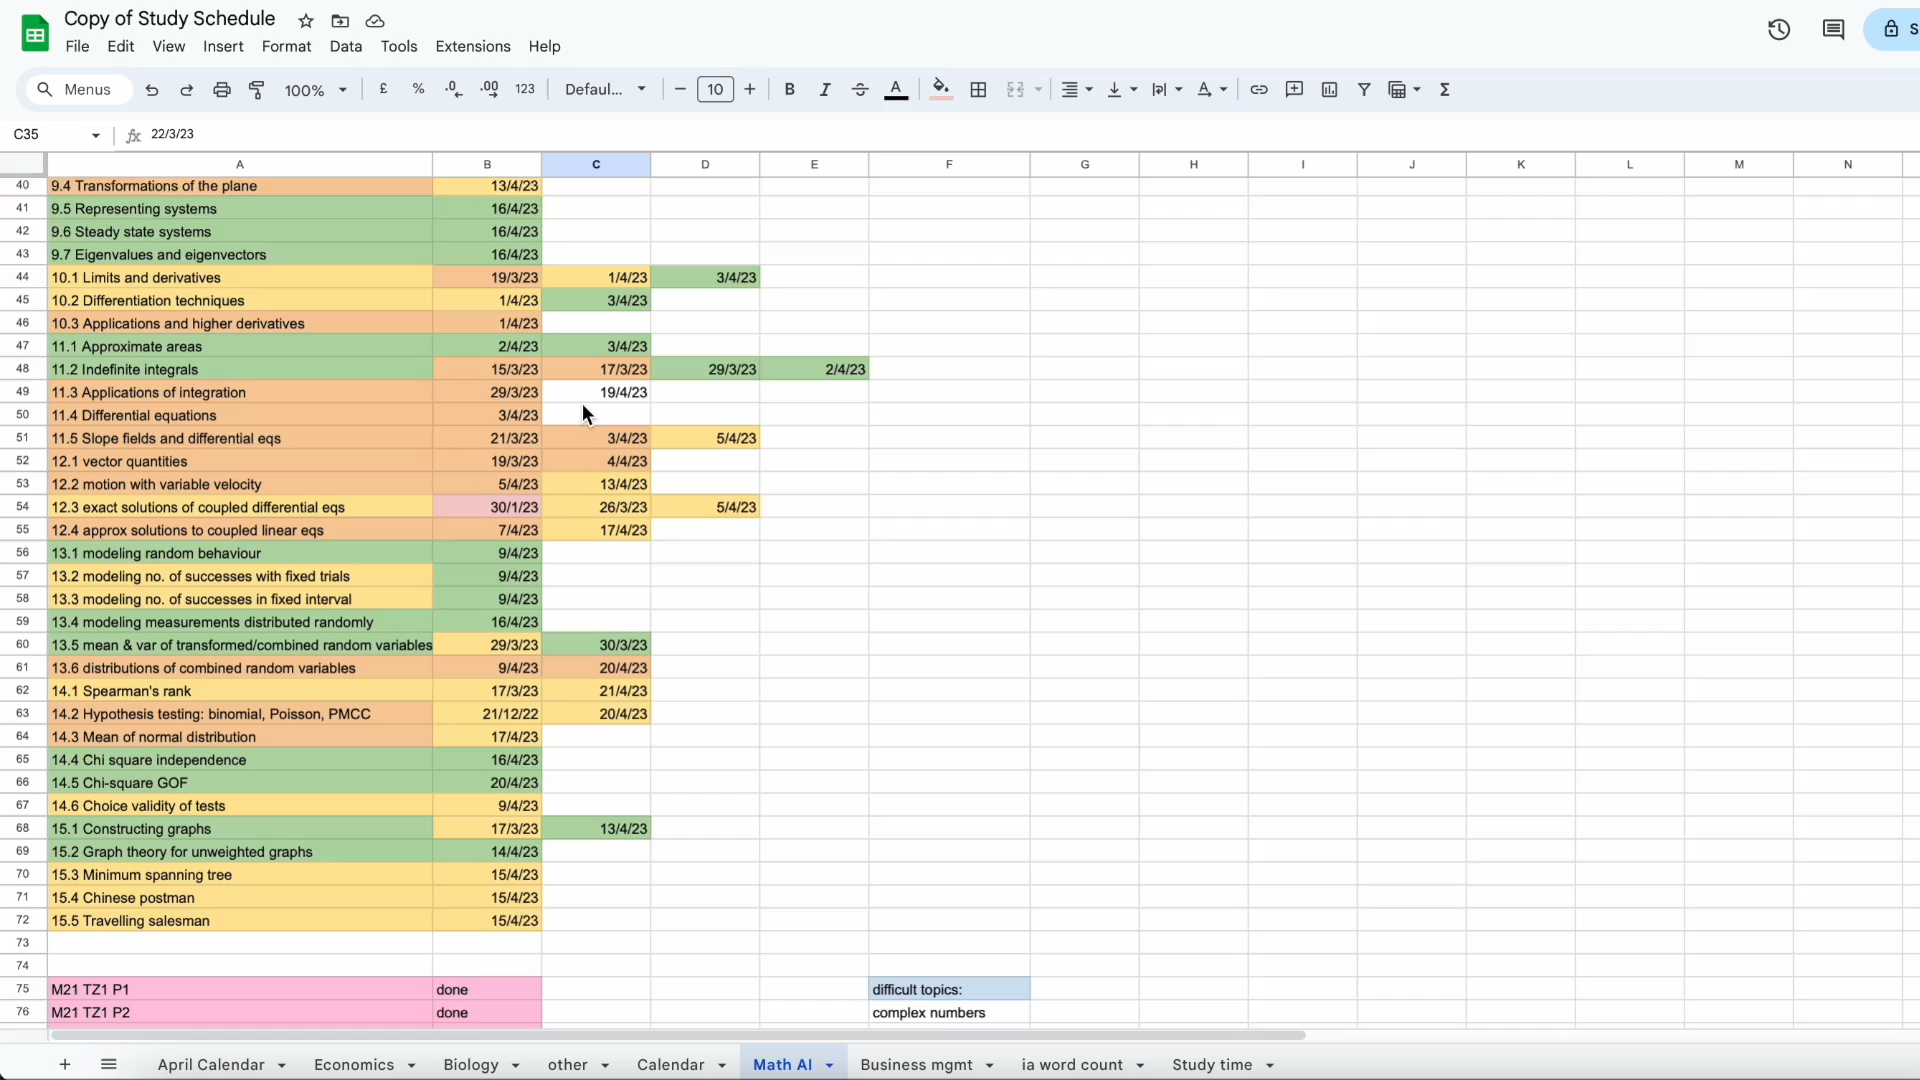 Copy of Study Schedule
File Edit View Insert Format Data Tools Extensions Help
S
Menus 100% £ % .0 .00 123 Defaul... 10 B I A Σ
C35 fx 22/3/23
A B C D E F G H I J K L M N
40 9.4 Transformations of the plane 13/4/23
41 9.5 Representing systems 16/4/23
42 9.6 Steady state systems 16/4/23
43 9.7 Eigenvalues and eigenvectors 16/4/23
44 10.1 Limits and derivatives 19/3/23 1/4/23 3/4/23
45 10.2 Differentiation techniques 1/4/23 3/4/23
46 10.3 Applications and higher derivatives 1/4/23
47 11.1 Approximate areas 2/4/23 3/4/23
48 11.2 Indefinite integrals 15/3/23 17/3/23 29/3/23 2/4/23
49 11.3 Applications of integration 29/3/23 19/4/23
50 11.4 Differential equations 3/4/23
51 11.5 Slope fields and differential eqs 21/3/23 3/4/23 5/4/23
52 12.1 vector quantities 19/3/23 4/4/23
53 12.2 motion with variable velocity 5/4/23 13/4/23
54 12.3 exact solutions of coupled differential eqs 30/1/23 26/3/23 5/4/23
55 12.4 approx solutions to coupled linear eqs 7/4/23 17/4/23
56 13.1 modeling random behaviour 9/4/23
57 13.2 modeling no. of successes with fixed trials 9/4/23
58 13.3 modeling no. of successes in fixed interval 9/4/23
59 13.4 modeling measurements distributed randomly 16/4/23
60 13.5 mean & var of transformed/combined random variables 29/3/23 30/3/23
61 13.6 distributions of combined random variables 9/4/23 20/4/23
62 14.1 Spearman's rank 17/3/23 21/4/23
63 14.2 Hypothesis testing: binomial, Poisson, PMCC 21/12/22 20/4/23
64 14.3 Mean of normal distribution 17/4/23
65 14.4 Chi square independence 16/4/23
66 14.5 Chi-square GOF 20/4/23
67 14.6 Choice validity of tests 9/4/23
68 15.1 Constructing graphs 17/3/23 13/4/23
69 15.2 Graph theory for unweighted graphs 14/4/23
70 15.3 Minimum spanning tree 15/4/23
71 15.4 Chinese postman 15/4/23
72 15.5 Travelling salesman 15/4/23
73
74
75 M21 TZ1 P1 done difficult topics:
76 M21 TZ1 P2 done complex numbers
April Calendar Economics Biology other Calendar Math AI Business mgmt ia word count Study time